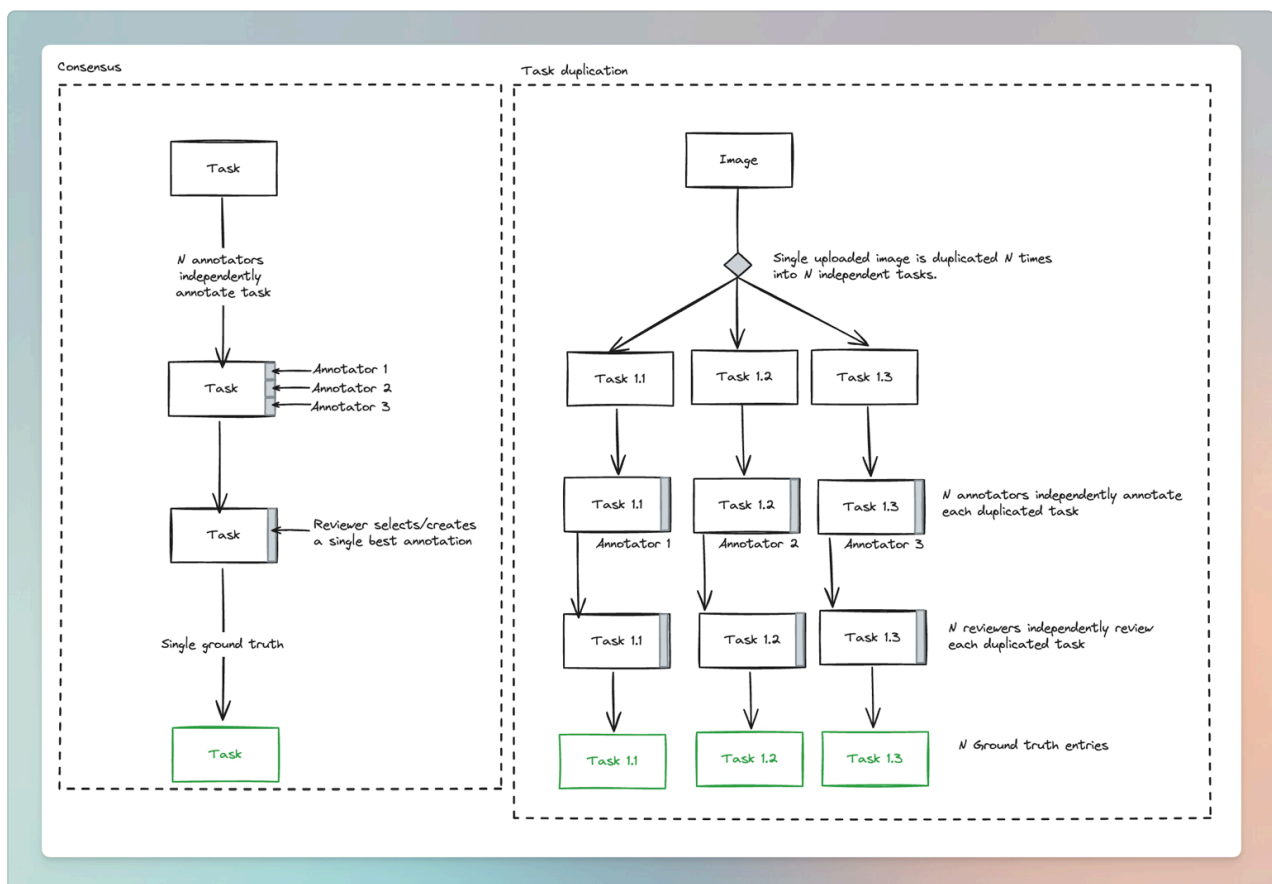 Consensus
Task
N annotators
independently
annotate task
Task
Annotator 1
Annotator 2
Annotator 3
Task
Reviewer selects/creates
a single best annotation
Single ground truth
Task
Task duplication
Image
Single uploaded image is duplicated N times
into N independent tasks.
Task 1.1
Task 1.2
Task 1.3
Task 1.1
Task 1.2
Task 1.3
N annotators independently annotate
each duplicated task
Annotator 1
Annotator 2
Annotator 3
Task 1.1
Task 1.2
Task 1.3
N reviewers independently review
each duplicated task
Task 1.1
Task 1.2
Task 1.3
N Ground truth entries